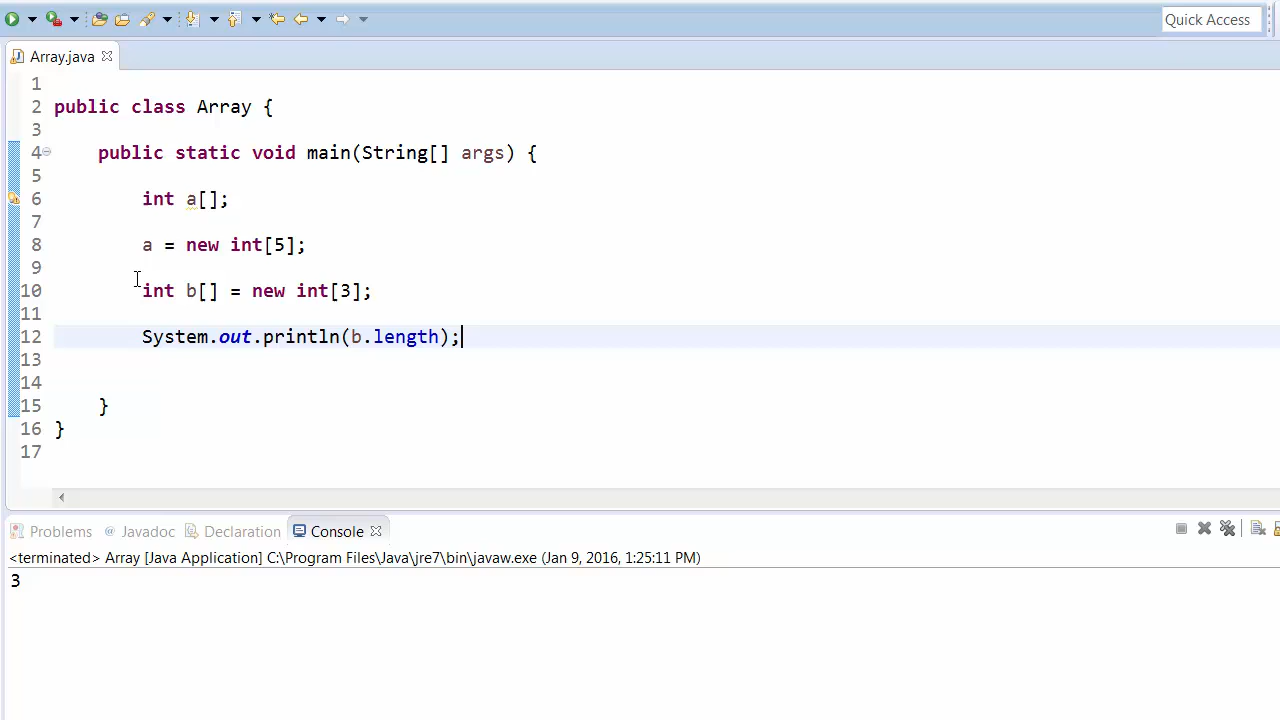 Quick Access
Array.java
1
2 public class Array {
3
4 public static void main(String[] args) {
5
6 int a[];
7
8 a = new int[5];
9
10 int b[] = new int[3];
11
12 System.out.println(b.length);
13
14
15 }
16 }
17
Problems @ Javadoc Declaration Console
<terminated> Array [Java Application] C:\Program Files\Java\jre7\bin\javaw.exe (Jan 9, 2016, 1:25:11 PM)
3